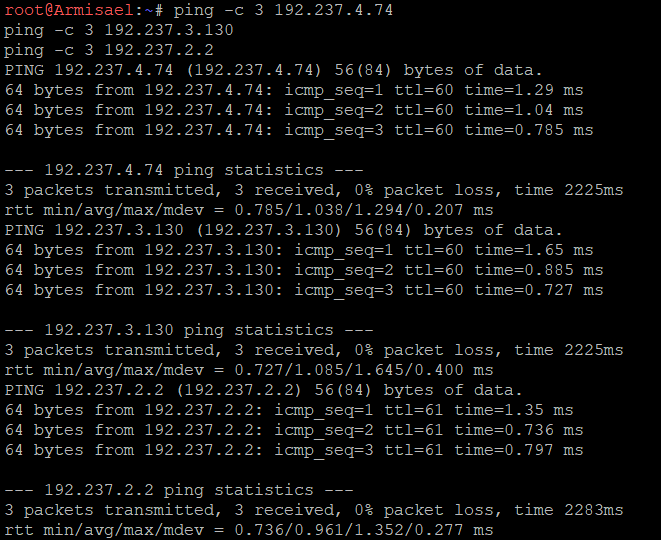 root@Armisael:~# ping -c 3 192.237.4.74
ping -c 3 192.237.3.130
ping -c 3 192.237.2.2
PING 192.237.4.74 (192.237.4.74) 56(84) bytes of data.
64 bytes from 192.237.4.74: icmp_seq=1 ttl=60 time=1.29 ms
64 bytes from 192.237.4.74: icmp_seq=2 ttl=60 time=1.04 ms
64 bytes from 192.237.4.74: icmp_seq=3 ttl=60 time=0.785 ms

--- 192.237.4.74 ping statistics ---
3 packets transmitted, 3 received, 0% packet loss, time 2225ms
rtt min/avg/max/mdev = 0.785/1.038/1.294/0.207 ms
PING 192.237.3.130 (192.237.3.130) 56(84) bytes of data.
64 bytes from 192.237.3.130: icmp_seq=1 ttl=60 time=1.65 ms
64 bytes from 192.237.3.130: icmp_seq=2 ttl=60 time=0.885 ms
64 bytes from 192.237.3.130: icmp_seq=3 ttl=60 time=0.727 ms

--- 192.237.3.130 ping statistics ---
3 packets transmitted, 3 received, 0% packet loss, time 2225ms
rtt min/avg/max/mdev = 0.727/1.085/1.645/0.400 ms
PING 192.237.2.2 (192.237.2.2) 56(84) bytes of data.
64 bytes from 192.237.2.2: icmp_seq=1 ttl=61 time=1.35 ms
64 bytes from 192.237.2.2: icmp_seq=2 ttl=61 time=0.736 ms
64 bytes from 192.237.2.2: icmp_seq=3 ttl=61 time=0.797 ms

--- 192.237.2.2 ping statistics ---
3 packets transmitted, 3 received, 0% packet loss, time 2283ms
rtt min/avg/max/mdev = 0.736/0.961/1.352/0.277 ms